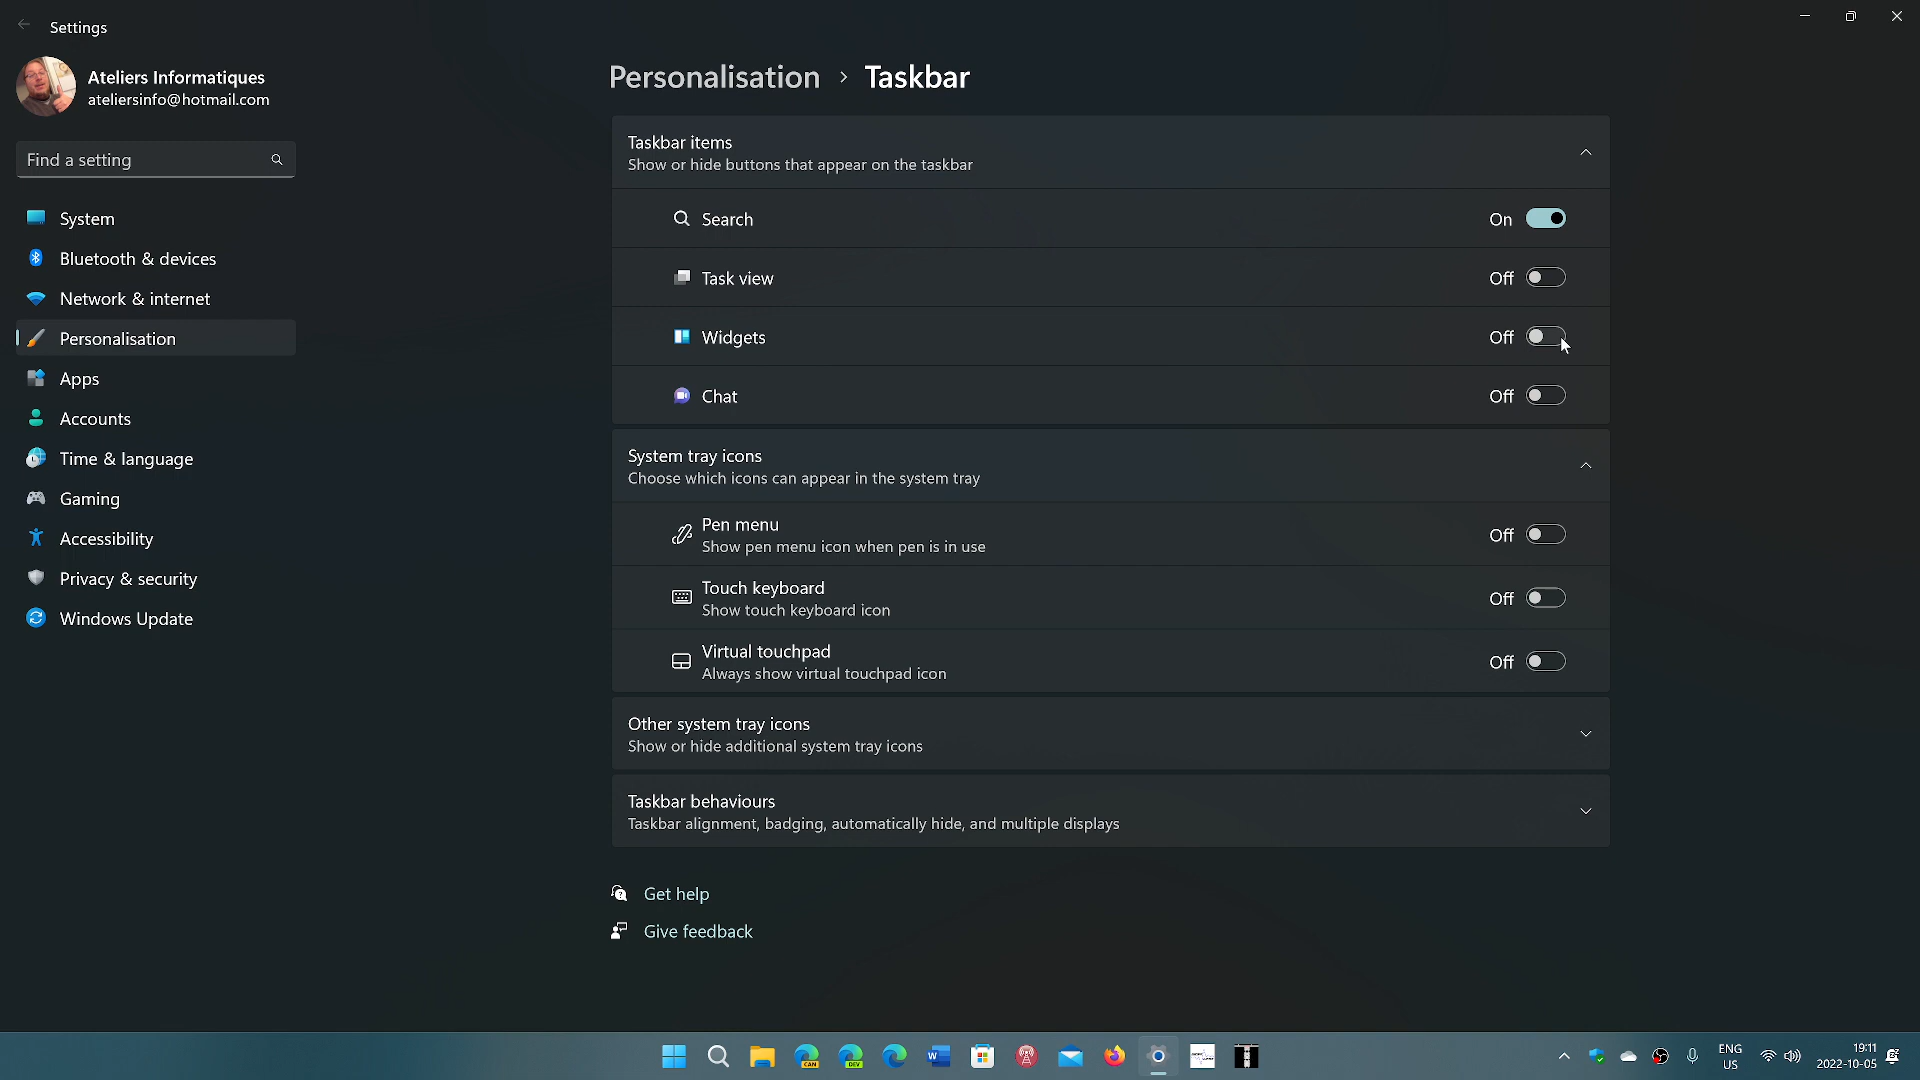 Settings
Ateliers Informatiques
ateliersinfo@hotmail.com
Find a setting
System
Bluetooth & devices
Network & internet
Personalisation
Apps
Accounts
Time & language
Gaming
Accessibility
Privacy & security
Windows Update
Personalisation > Taskbar
Taskbar items
Show or hide buttons that appear on the taskbar
Search On
Task view Off
Widgets Off
Chat Off
System tray icons
Choose which icons can appear in the system tray
Pen menu
Show pen menu icon when pen is in use
Off
Touch keyboard
Show touch keyboard icon
Off
Virtual touchpad
Always show virtual touchpad icon
Off
Other system tray icons
Show or hide additional system tray icons
Taskbar behaviours
Taskbar alignment, badging, automatically hide, and multiple displays
Get help
Give feedback
CAN
DEV
W
ENG
US
19:11
2022-10-05